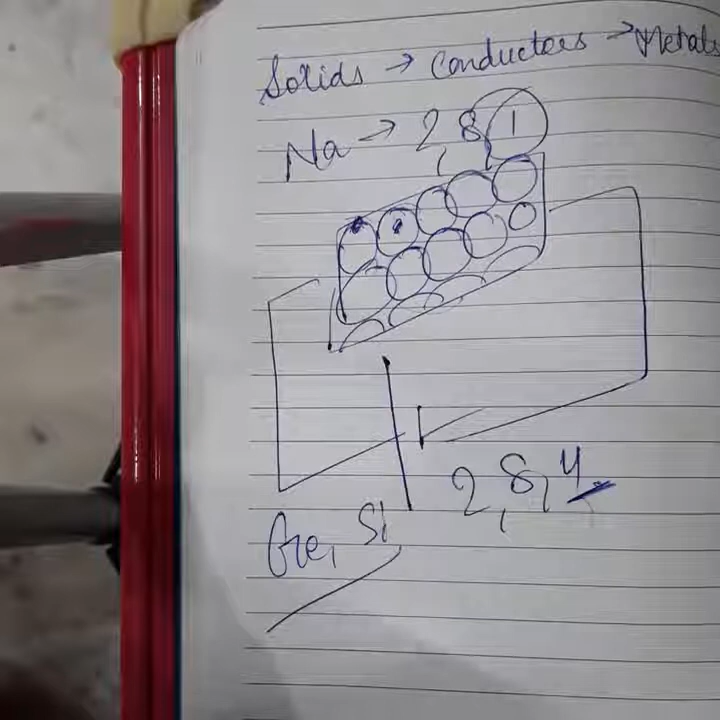 Solids → Conductors → Metals
Na → 2, 8, 1
2, 8, 4
Ge, Si